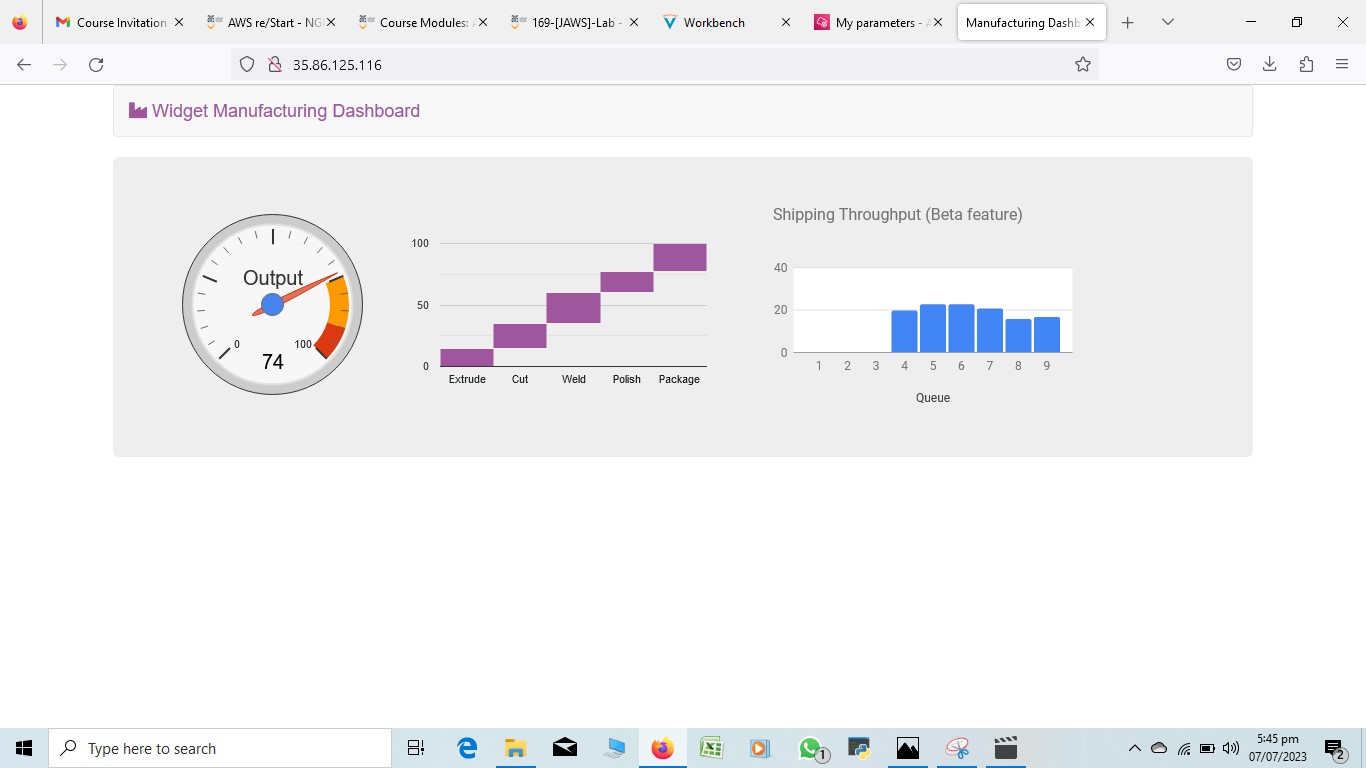 Course Invitation
AWS re/Start - NG
Course Modules:
169-[JAWS]-Lab -
Workbench
My parameters -
Manufacturing Dashb
35.86.125.116
Widget Manufacturing Dashboard
Output
0
100
74
100
50
0
Extrude Cut Weld Polish Package
Shipping Throughput (Beta feature)
40
20
0
1 2 3 4 5 6 7 8 9
Queue
Type here to search
1
5:45 pm
07/07/2023
2